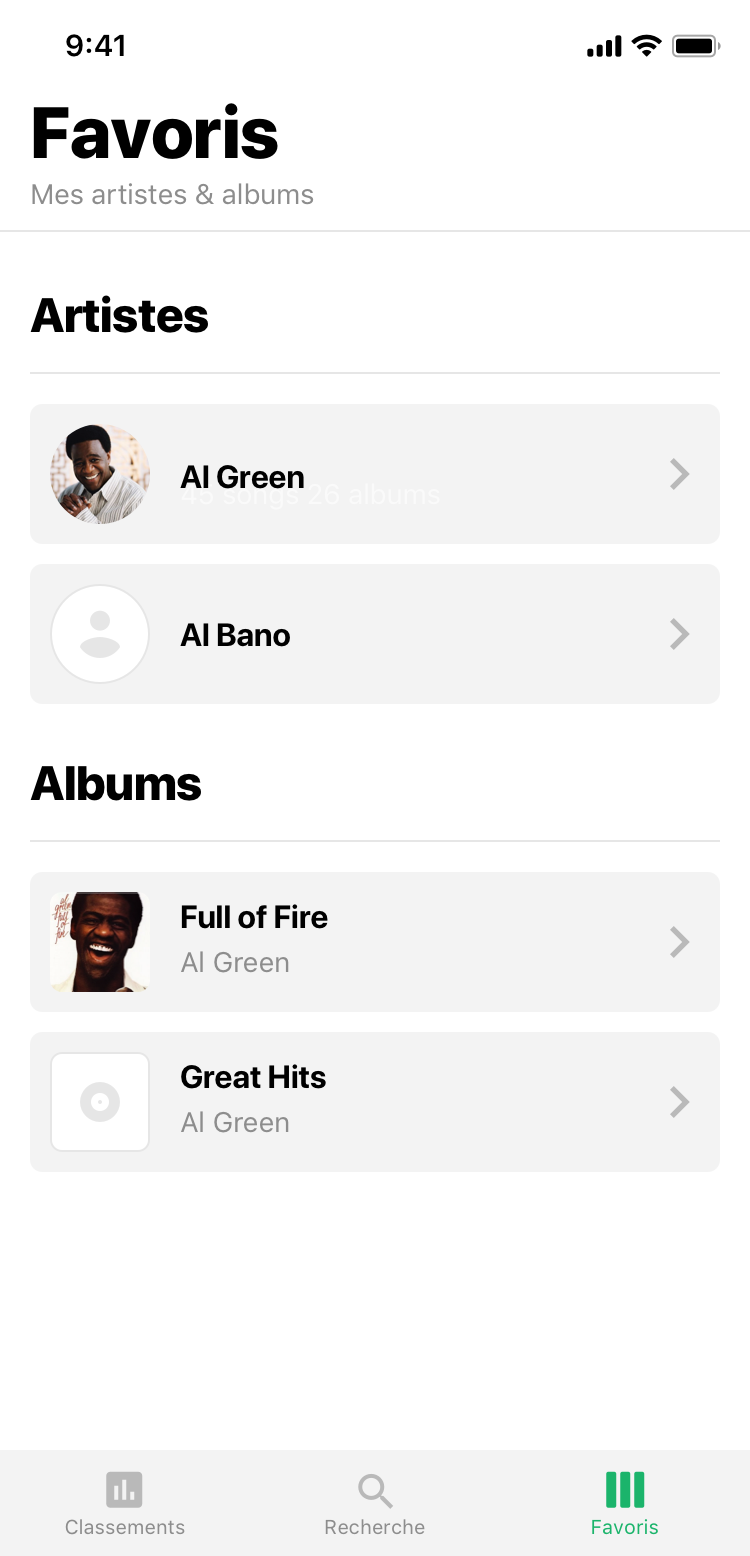 9:41
Favoris
Mes artistes & albums
Artistes
Al Green
45 songs 26 albums
Al Bano
Albums
Full of Fire
Al Green
Great Hits
Al Green
Classements
Recherche
Favoris